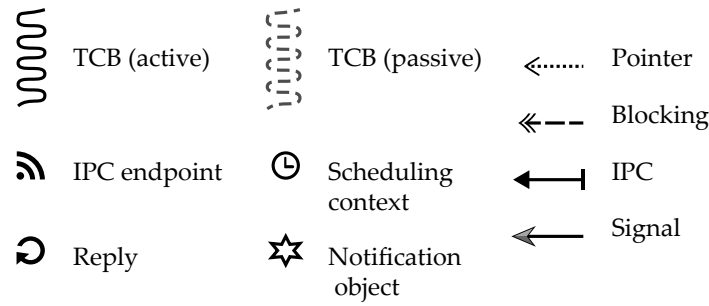 TCB (active)
TCB (passive)
Pointer
Blocking
IPC endpoint
Scheduling
context
IPC
Signal
Reply
Notification
object